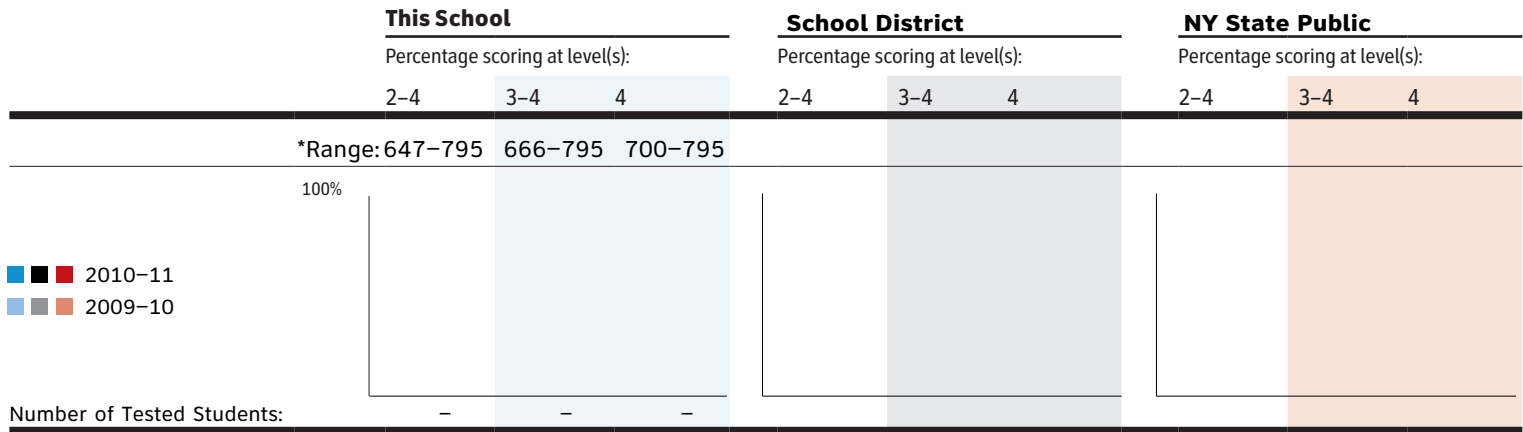 This School School District NY State Public
Percentage scoring at level(s): Percentage scoring at level(s): Percentage scoring at level(s):
2–4 3–4 4 2–4 3–4 4 2–4 3–4 4
*Range: 647–795 666–795 700–795
100%
2010–11
2009–10
Number of Tested Students: – – –